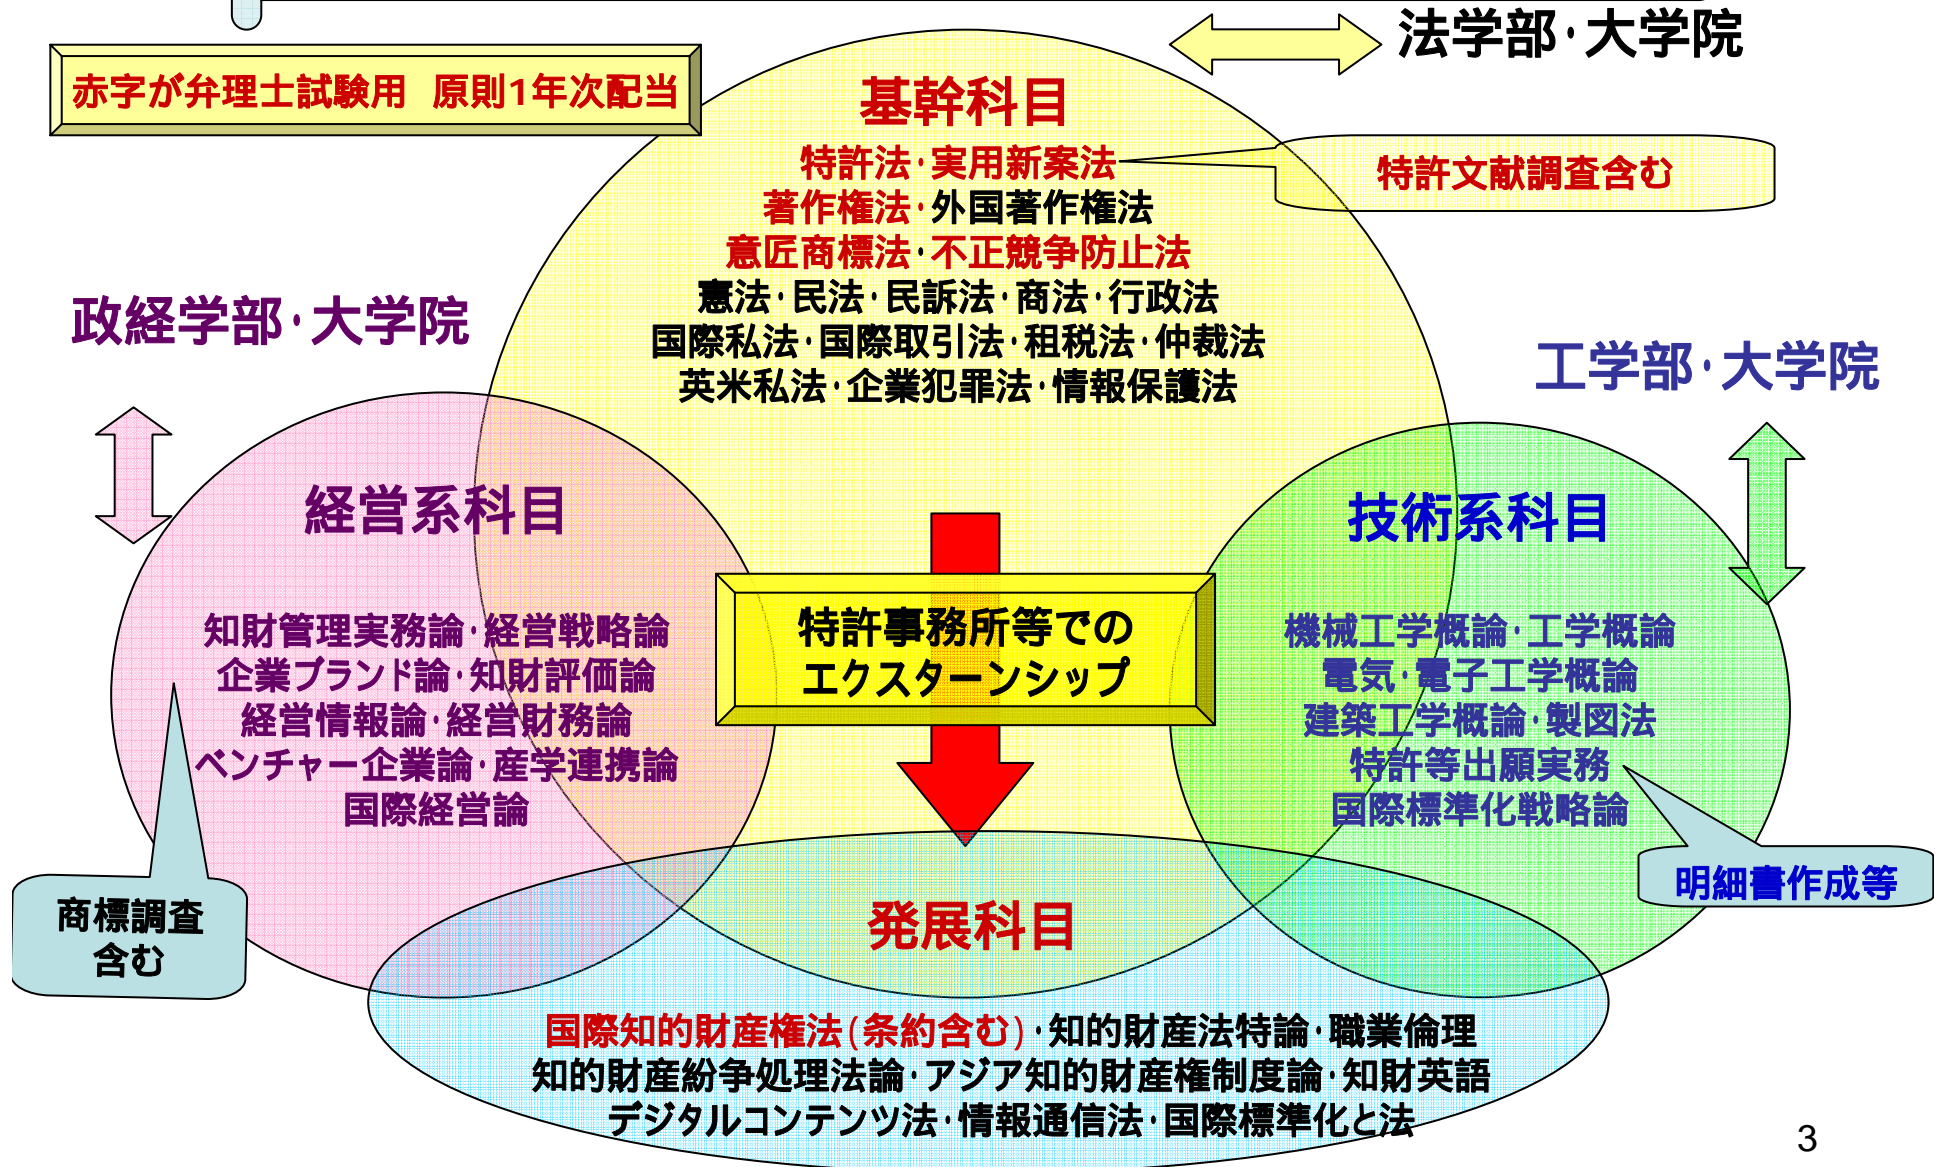 法学部・大学院
赤字が弁理士試験用　原則1年次配当
基幹科目
特許法・実用新案法
著作権法・外国著作権法
意匠商標法・不正競争防止法
憲法・民法・民訴法・商法・行政法
国際私法・国際取引法・租税法・仲裁法
英米私法・企業犯罪法・情報保護法
特許文献調査含む
政経学部・大学院
工学部・大学院
経営系科目
知財管理実務論・経営戦略論
企業ブランド論・知財評価論
経営情報論・経営財務論
ベンチャー企業論・産学連携論
国際経営論
商標調査
含む
特許事務所等での
エクスターンシップ
技術系科目
機械工学概論・工学概論
電気・電子工学概論
建築工学概論・製図法
特許等出願実務
国際標準化戦略論
明細書作成等
発展科目
国際知的財産権法(条約含む)・知的財産法特論・職業倫理
知的財産紛争処理法論・アジア知的財産権制度論・知財英語
デジタルコンテンツ法・情報通信法・国際標準化と法
3